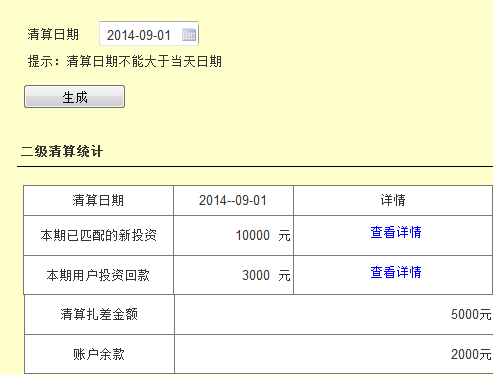 清算日期 2014-09-01
提示：清算日期不能大于当天日期
生成
二级清算统计
清算日期 2014--09-01 详情
本期已匹配的新投资 10000 元 查看详情
本期用户投资回款 3000 元 查看详情
清算扎差金额 5000元
账户余款 2000元